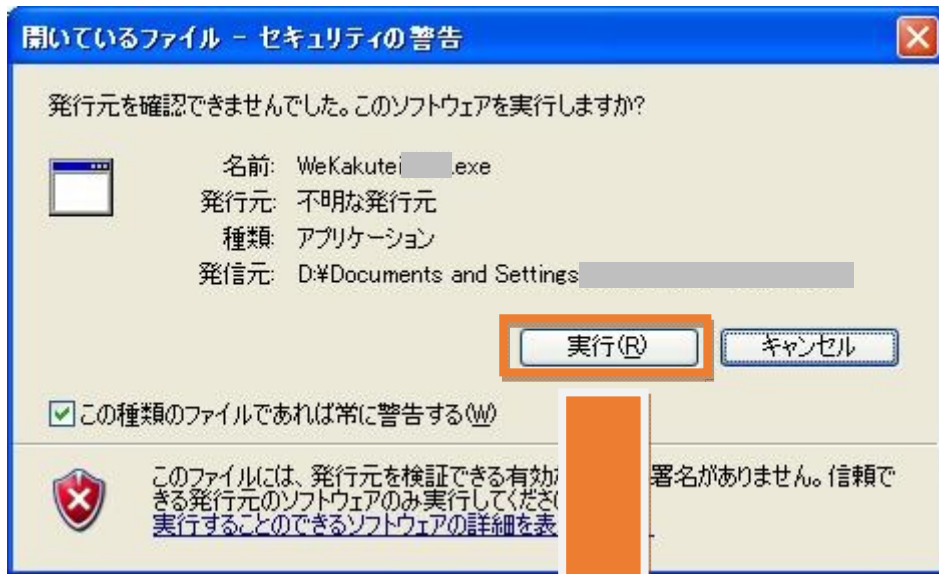 開いているファイル - セキュリティの警告
発行元を確認できませんでした。このソフトウェアを実行しますか?
名前: WeKakutei .exe
発行元: 不明な発行元
種類: アプリケーション
発信元: D:¥Documents and Settings
実行(R) キャンセル
この種類のファイルであれば常に警告する(W)
このファイルには、発行元を検証できる有効 署名がありません。信頼で
きる発行元のソフトウェアのみ実行してくださ
実行することのできるソフトウェアの詳細を表